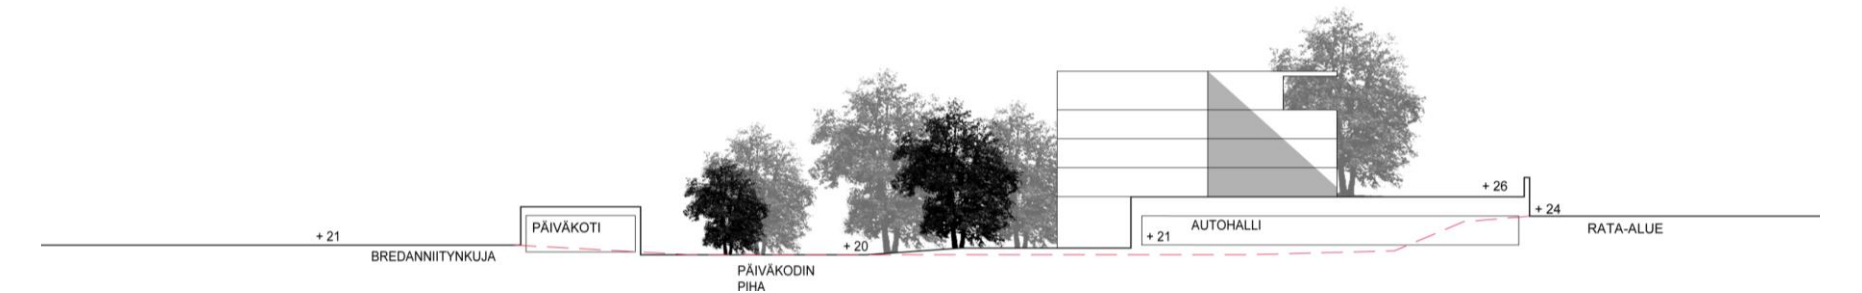 + 21
BREDANNIITYNKUJA
PÄIVÄKOTI
PÄIVÄKODIN
PIHA
+ 20
+ 21
AUTOHALLI
+ 26
+ 24
RATA-ALUE